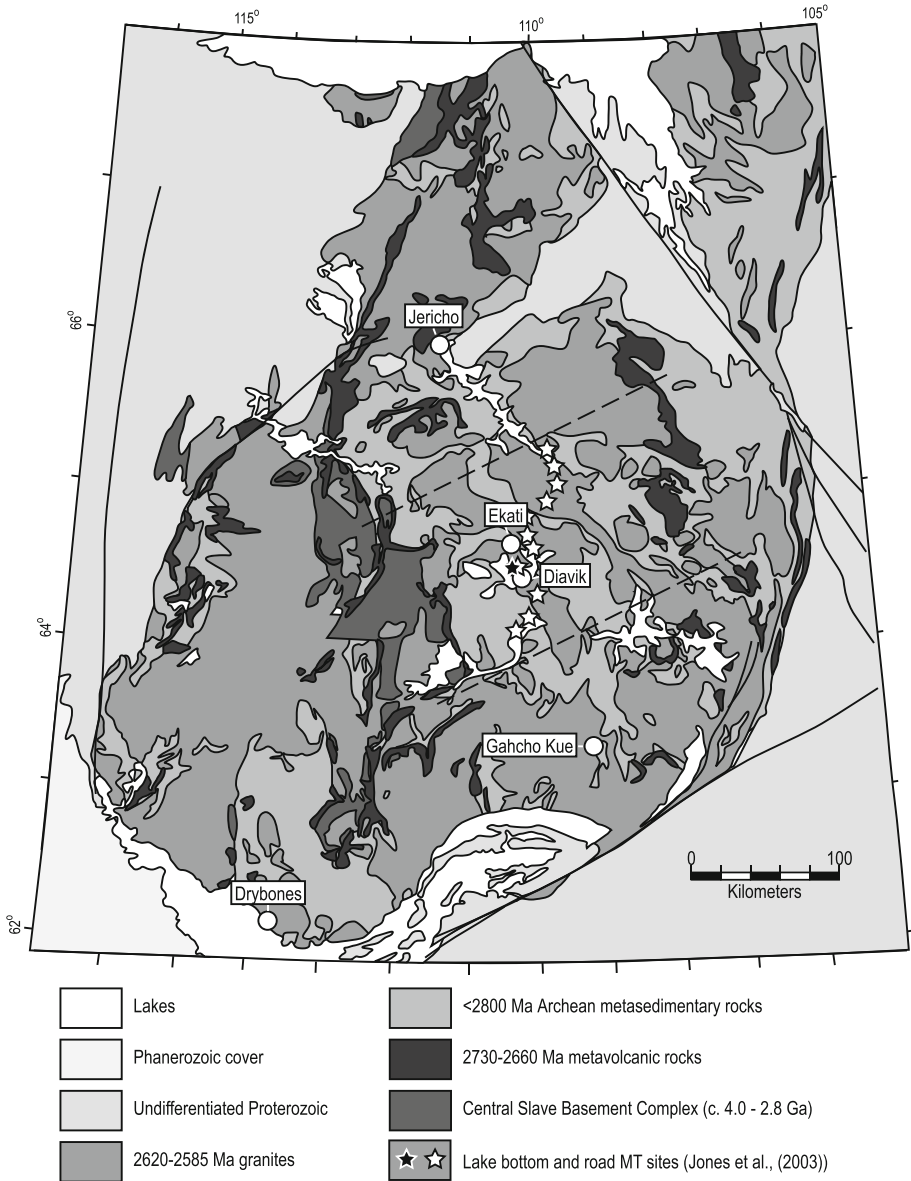 115°
110°
105°
66°
Jericho
Ekati
Diavik
64°
Gahcho Kue
0 100
Kilometers
Drybones
62°
Lakes
<2800 Ma Archean metasedimentary rocks
Phanerozoic cover
2730-2660 Ma metavolcanic rocks
Undifferentiated Proterozoic
Central Slave Basement Complex (c. 4.0 - 2.8 Ga)
2620-2585 Ma granites
Lake bottom and road MT sites (Jones et al., (2003))